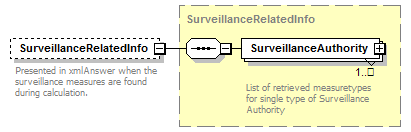 SurveillanceRelatedInfo
SurveillanceRelatedInfo
Presented in xmlAnswer when the
surveillance measures are found
during calculation.
SurveillanceAuthority
1..
List of retrieved measuretypes
for single type of Surveillance
Authority